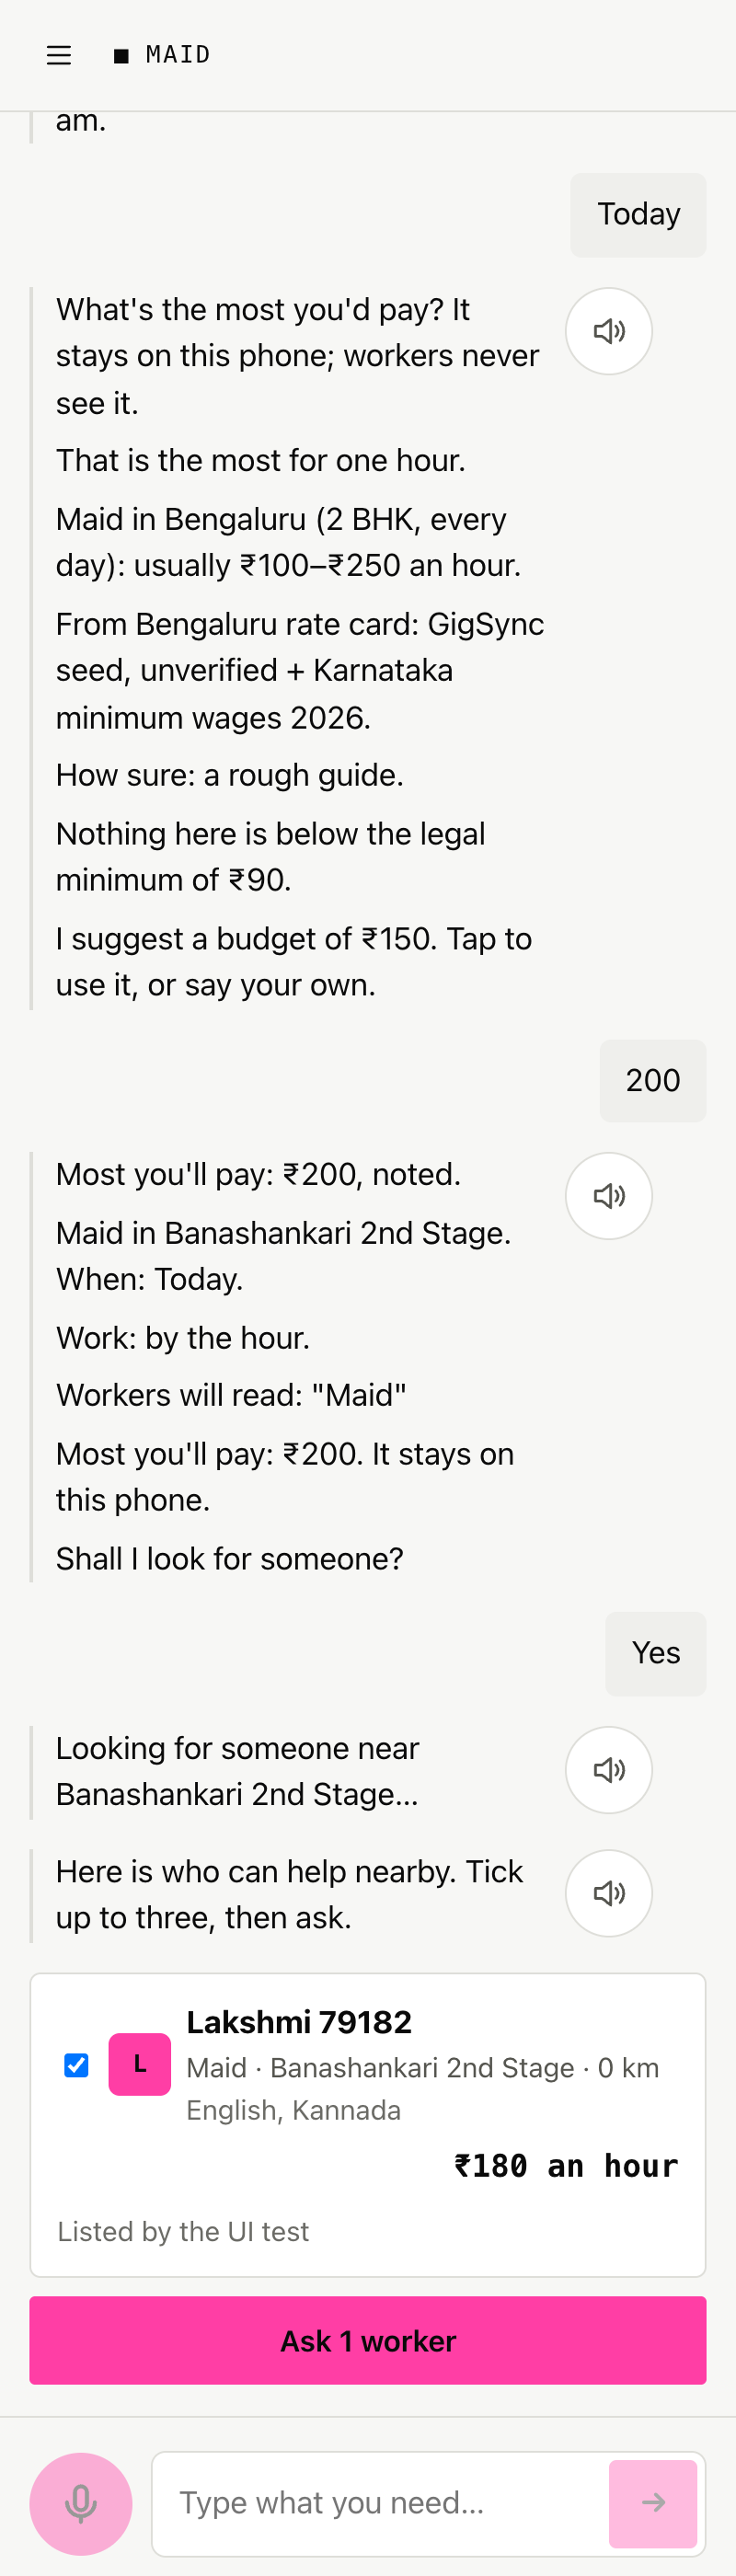 ■ MAID
am.
Today
What's the most you'd pay? It
stays on this phone; workers never
see it.
That is the most for one hour.
Maid in Bengaluru (2 BHK, every
day): usually ₹100–₹250 an hour.
From Bengaluru rate card: GigSync
seed, unverified + Karnataka
minimum wages 2026.
How sure: a rough guide.
Nothing here is below the legal
minimum of ₹90.
I suggest a budget of ₹150. Tap to
use it, or say your own.
200
Most you'll pay: ₹200, noted.
Maid in Banashankari 2nd Stage.
When: Today.
Work: by the hour.
Workers will read: "Maid"
Most you'll pay: ₹200. It stays on
this phone.
Shall I look for someone?
Yes
Looking for someone near
Banashankari 2nd Stage...
Here is who can help nearby. Tick
up to three, then ask.
L
Lakshmi 79182
Maid · Banashankari 2nd Stage · 0 km
English, Kannada
₹180 an hour
Listed by the UI test
Ask 1 worker
Type what you need...